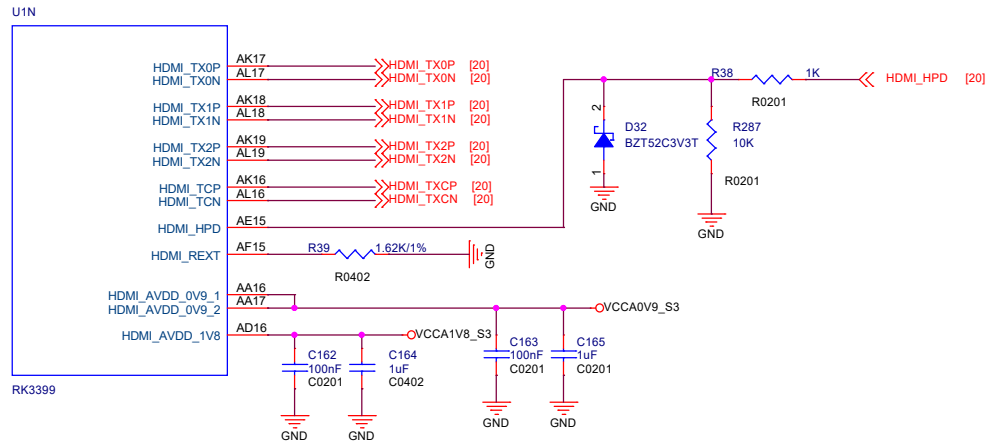 U1N
HDMI_TX0P AK17 HDMI_TX0P [20]
HDMI_TX0N AL17 HDMI_TX0N [20]
HDMI_TX1P AK18 HDMI_TX1P [20]
HDMI_TX1N AL18 HDMI_TX1N [20]
HDMI_TX2P AK19 HDMI_TX2P [20]
HDMI_TX2N AL19 HDMI_TX2N [20]
HDMI_TCP AK16 HDMI_TXCP [20]
HDMI_TCN AL16 HDMI_TXCN [20]
HDMI_HPD AE15
HDMI_REXT AF15 R39 1.62K/1% GND
R0402
HDMI_AVDD_0V9_1 AA16
HDMI_AVDD_0V9_2 AA17 VCCA0V9_S3
HDMI_AVDD_1V8 AD16 VCCA1V8_S3
RK3399
R38 1K HDMI_HPD [20]
R0201
2
D32
BZT52C3V3T
1
GND
R287
10K
R0201
GND
C162
100nF
C0201
GND
C164
1uF
C0402
GND
C163
100nF
C0201
GND
C165
1uF
C0201
GND